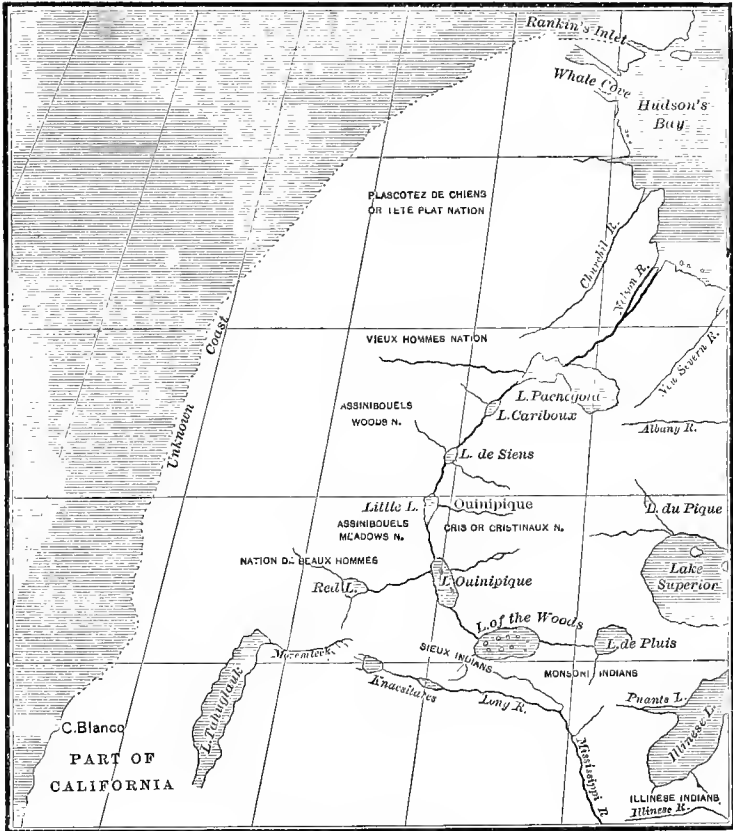 Rankin's Inlet
Whale Cove
Hudson's
Bay
PLASCOTEZ DE CHIENS
OR TETE PLAT NATION
Churchil R.
Nelson R.
New Severn R.
Unknown Coast
VIEUX HOMMES NATION
L. Pachegoia
L. Cariboux
ASSINIBOUELS
WOODS N.
Albany R.
L. de Siens
Little L. Ouinipique
L. du Pique
ASSINIBOUELS
MEADOWS N.
CRIS OR CRISTINAUX N.
NATION DE BEAUX HOMMES
Red L.
L. Ouinipique
Lake
Superior
L. of the Woods
L. de Pluis
SIEUX INDIANS
MONSONI INDIANS
L. Tahuglauk
Knacsitares
Long R.
Puants L.
Illinese L.
Mississippi R
C. Blanco
PART OF
CALIFORNIA
ILLINESE INDIANS
Illinese R.